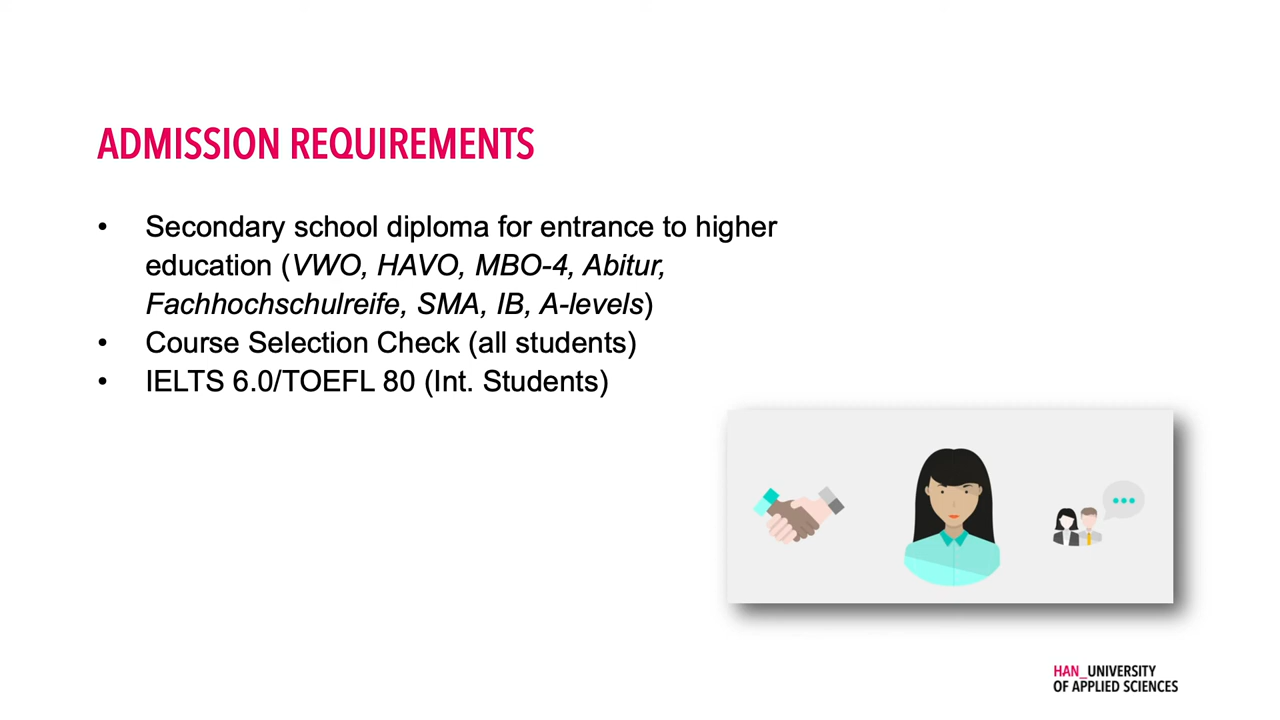 ADMISSION REQUIREMENTS
• Secondary school diploma for entrance to higher
education (VWO, HAVO, MBO-4, Abitur,
Fachhochschulreife, SMA, IB, A-levels)
• Course Selection Check (all students)
• IELTS 6.0/TOEFL 80 (Int. Students)
HAN_UNIVERSITY
OF APPLIED SCIENCES